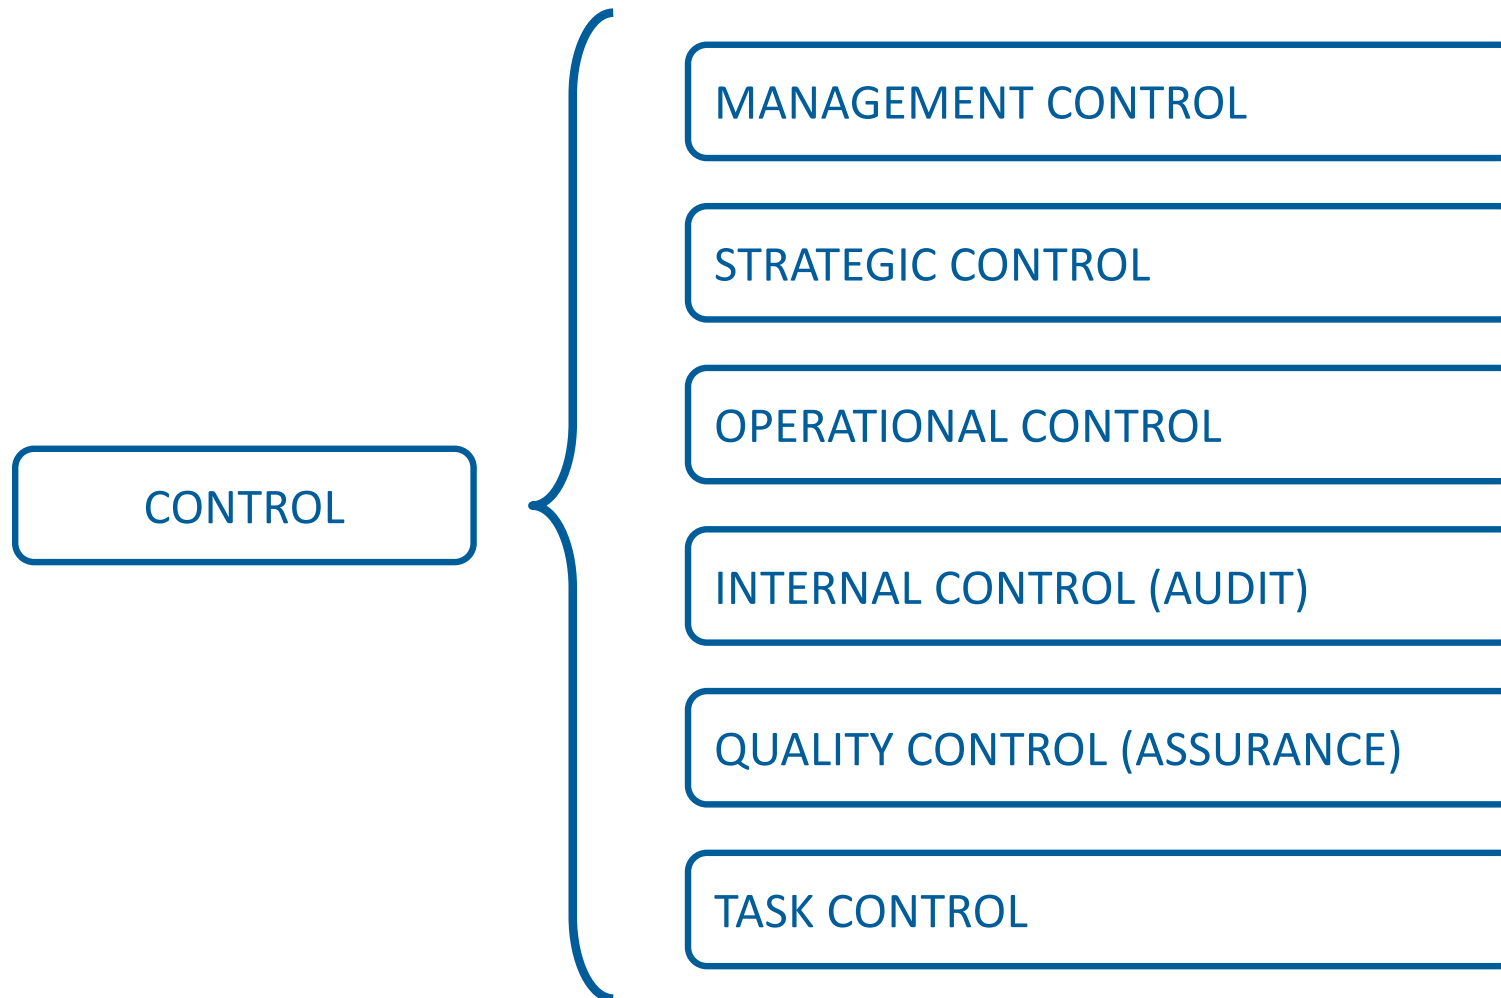 CONTROL
MANAGEMENT CONTROL
STRATEGIC CONTROL
OPERATIONAL CONTROL
INTERNAL CONTROL (AUDIT)
QUALITY CONTROL (ASSURANCE)
TASK CONTROL